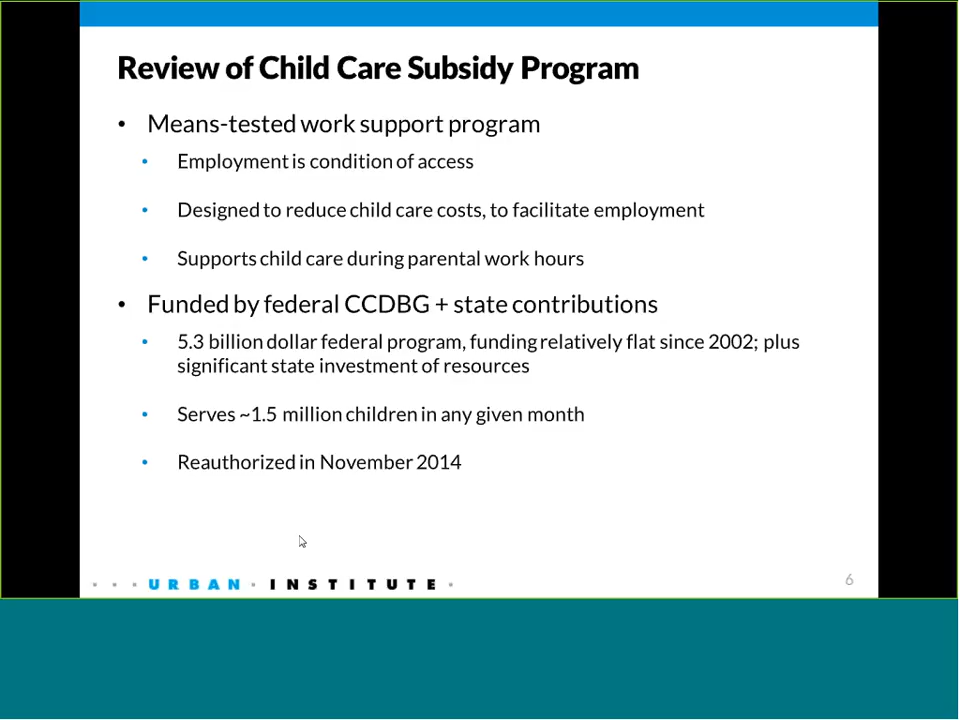 Review of Child Care Subsidy Program
• Means-tested work support program
• Employment is condition of access
• Designed to reduce child care costs, to facilitate employment
• Supports child care during parental work hours
• Funded by federal CCDBG + state contributions
• 5.3 billion dollar federal program, funding relatively flat since 2002; plus
significant state investment of resources
• Serves ~1.5 million children in any given month
• Reauthorized in November 2014
URBAN INSTITUTE
6